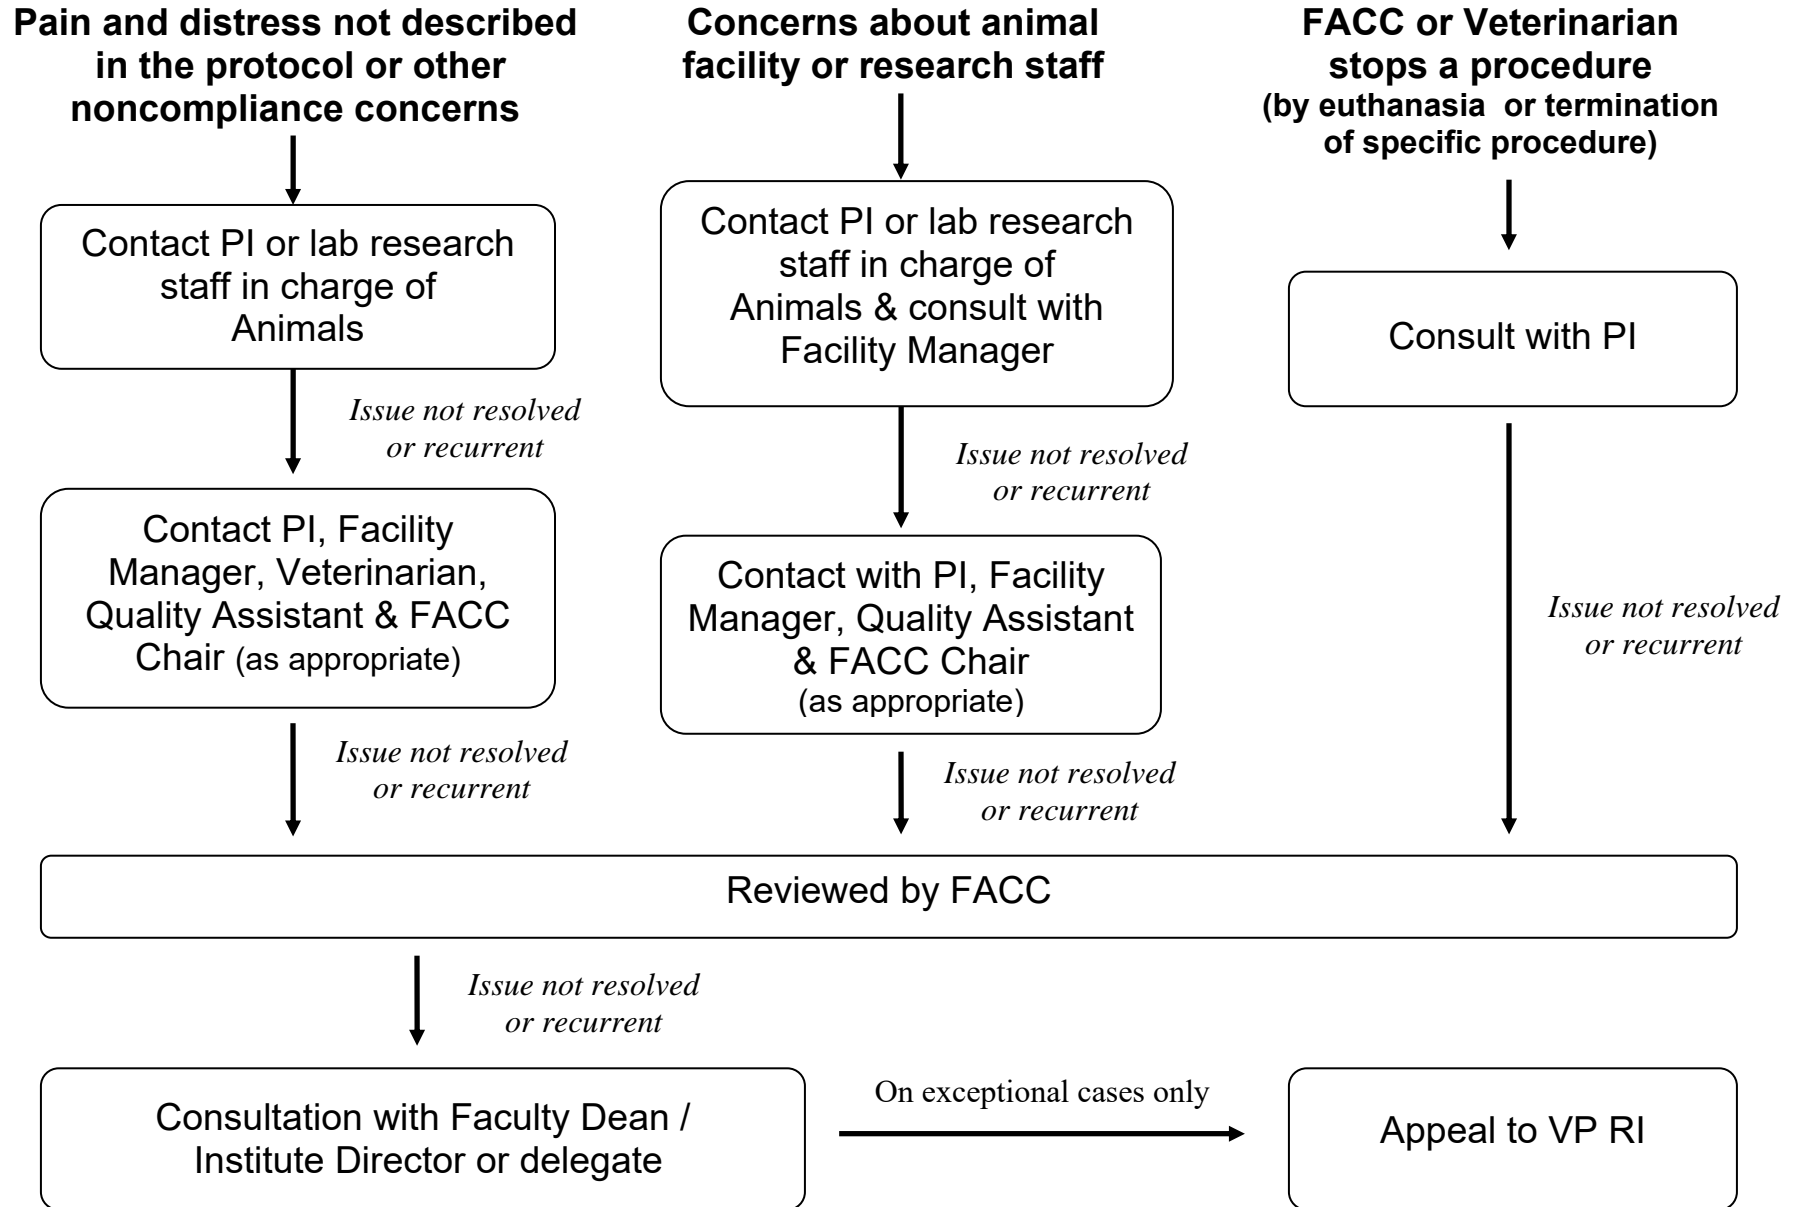 Pain and distress not described
in the protocol or other
noncompliance concerns
Concerns about animal
facility or research staff
FACC or Veterinarian
stops a procedure
(by euthanasia or termination
of specific procedure)
Contact PI or lab research
staff in charge of
Animals
Contact PI or lab research
staff in charge of
Animals & consult with
Facility Manager
Consult with PI
Issue not resolved
or recurrent
Issue not resolved
or recurrent
Issue not resolved
or recurrent
Contact PI, Facility
Manager, Veterinarian,
Quality Assistant & FACC
Chair (as appropriate)
Contact with PI, Facility
Manager, Quality Assistant
& FACC Chair
(as appropriate)
Issue not resolved
or recurrent
Issue not resolved
or recurrent
Reviewed by FACC
Issue not resolved
or recurrent
Consultation with Faculty Dean /
Institute Director or delegate
On exceptional cases only
Appeal to VP RI